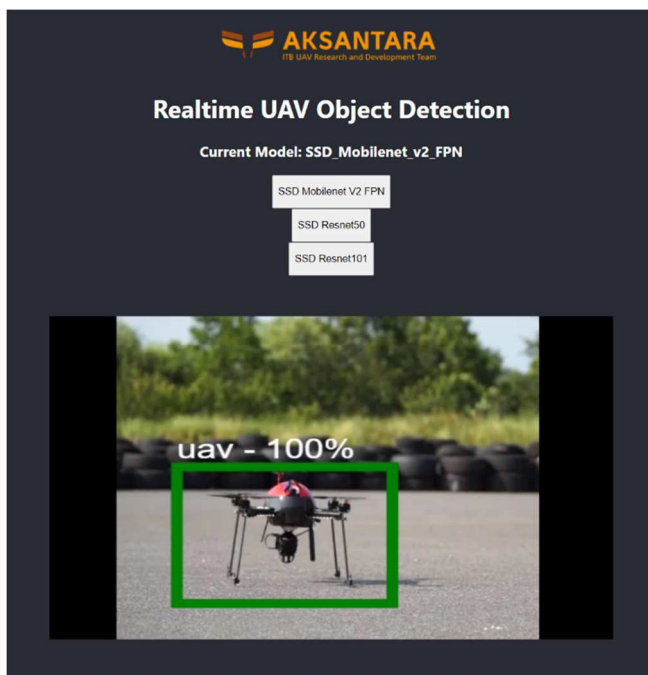 AKSANTARA
ITB UAV Research and Development Team
Realtime UAV Object Detection
Current Model: SSD_Mobilenet_v2_FPN
SSD Mobilenet V2 FPN
SSD Resnet50
SSD Resnet101
uav - 100%